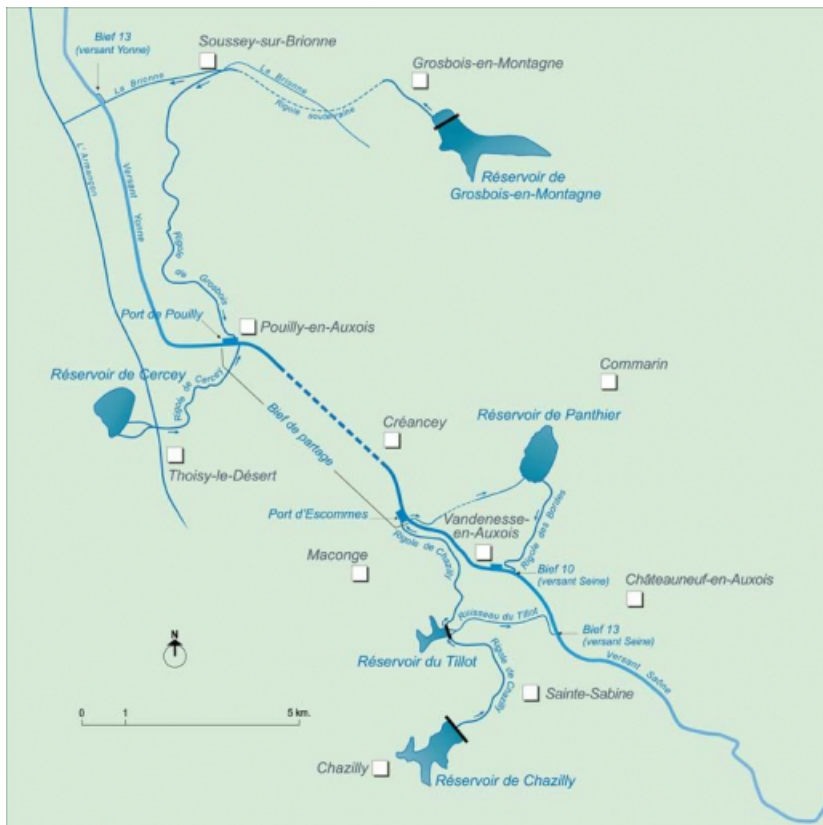 Bief 13
(versant Yonne)
Soussey-sur-Brionne
Grosbois-en-Montagne
La Brionne
La Brionne
Rigole souterraine
L'Armançon
Réservoir de
Grosbois-en-Montagne
Versant Yonne
Rigole de Grosbois
Port de Pouilly
Pouilly-en-Auxois
Commarin
Réservoir de Cercey
Rigole de Cercey
Réservoir de Panthier
Bief de partage
Créancey
Thoisy-le-Désert
Port d'Escommes
Vandenesse-
en-Auxois
Rigole des Bordes
Rigole de Chazilly
Maconge
Bief 10
(versant Seine)
Châteauneuf-en-Auxois
Ruisseau du Tillot
Bief 13
(versant Seine)
N
Réservoir du Tillot
Rigole de Chazilly
Versant Saône
Sainte-Sabine
0 1 5 km.
Chazilly
Réservoir de Chazilly